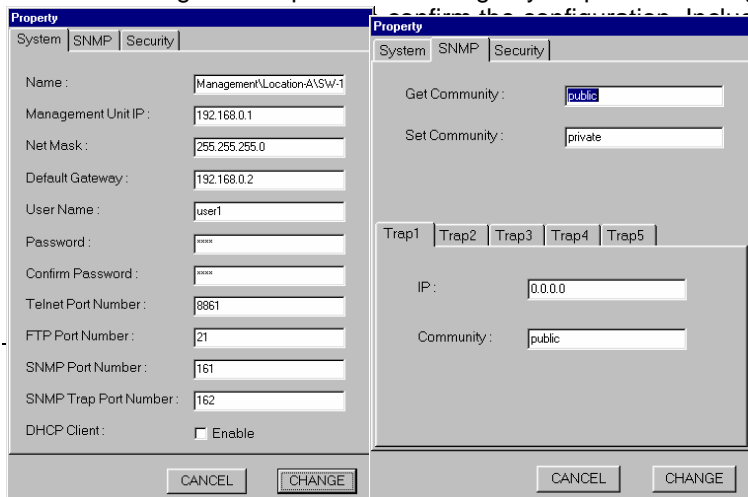 confirm the configuration. Inclu
Property
System SNMP Security
Name :
Management\Location-A\SW-1
Management Unit IP :
192.168.0.1
Net Mask :
255.255.255.0
Default Gateway :
192.168.0.2
User Name :
user1
Password :
××××
Confirm Password :
××××
Telnet Port Number :
8861
FTP Port Number :
21
SNMP Port Number :
161
SNMP Trap Port Number :
162
DHCP Client :
Enable
CANCEL CHANGE
Property
System SNMP Security
Get Community :
public
Set Community :
private
Trap1 Trap2 Trap3 Trap4 Trap5
IP :
0.0.0.0
Community :
public
CANCEL CHANGE